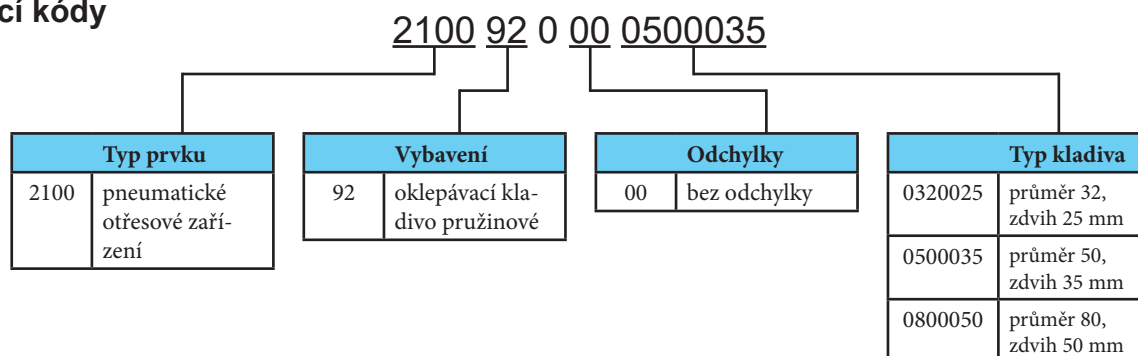 cí kódy
2100 92 0 00 0500035
Typ prvku
2100 pneumatické
otřesové zaří-
zení
Vybavení
92 oklepávací kla-
divo pružinové
Odchylky
00 bez odchylky
Typ kladiva
0320025 průměr 32,
zdvih 25 mm
0500035 průměr 50,
zdvih 35 mm
0800050 průměr 80,
zdvih 50 mm